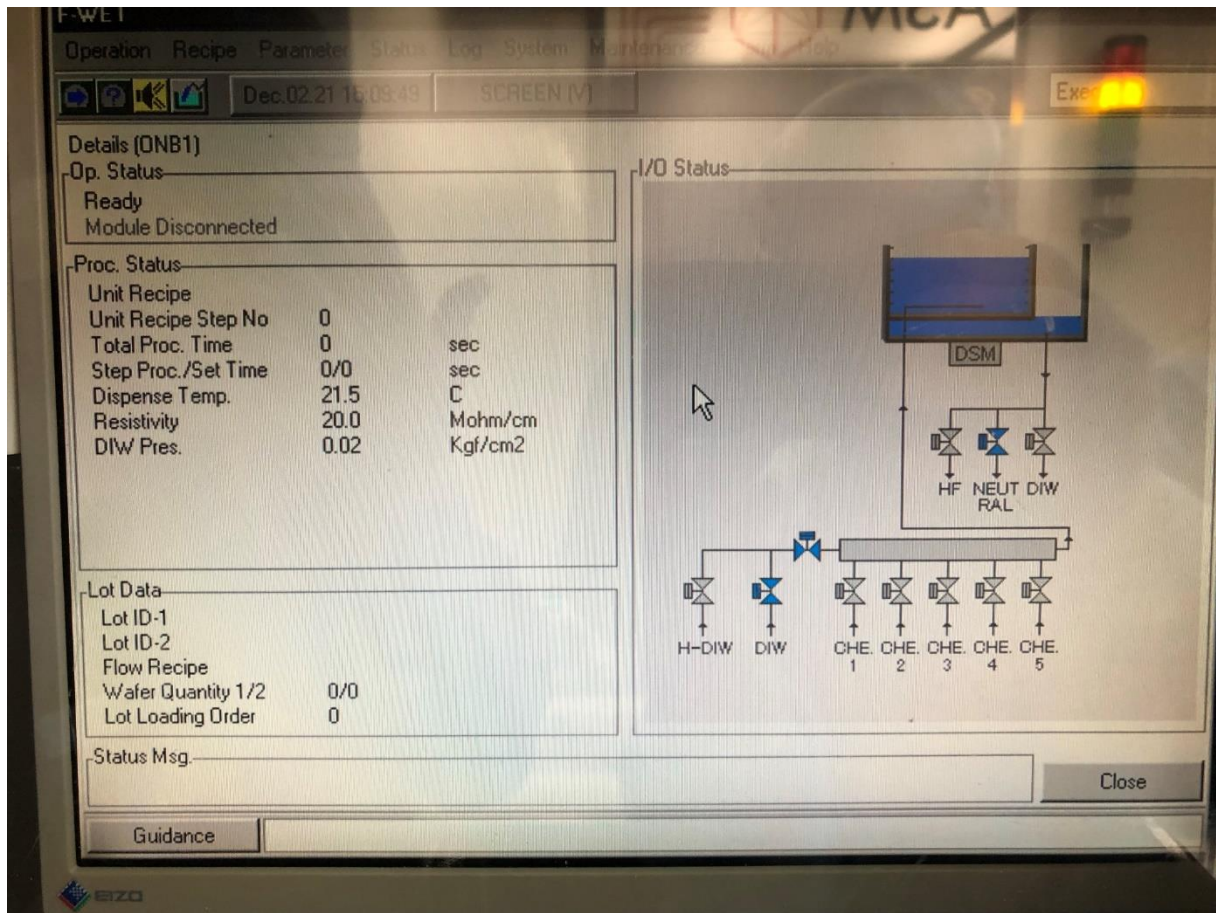 F-WET
MCA
Operation Recipe Parameter Status Log System Maintenance Help
Dec.02.21 15:09:49 SCREEN (V)
Details (ONB1)
Op. Status
Ready
Module Disconnected
Proc. Status
Unit Recipe
Unit Recipe Step No 0
Total Proc. Time 0 sec
Step Proc./Set Time 0/0 sec
Dispense Temp. 21.5 C
Resistivity 20.0 Mohm/cm
DIW Pres. 0.02 Kgf/cm2
Lot Data
Lot ID-1
Lot ID-2
Flow Recipe
Wafer Quantity 1/2 0/0
Lot Loading Order 0
I/O Status
DSM
HF NEUT DIW
RAL
H-DIW DIW CHE. CHE. CHE. CHE. CHE.
1 2 3 4 5
Status Msg.
Close
Guidance
EIZO